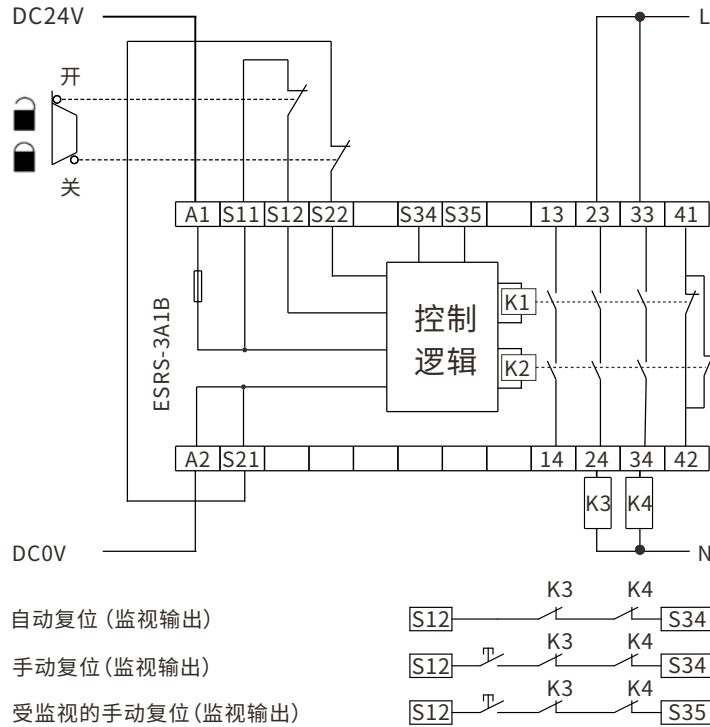 DC24V L
开
关
A1 S11 S12 S22 S34 S35 13 23 33 41
ESRS-3A1B
控制
逻辑
K1
K2
A2 S21 14 24 34 42
K3 K4
DC0V N
K3 K4
自动复位(监视输出) S12 S34
K3 K4
手动复位(监视输出) S12 S34
K3 K4
受监视的手动复位(监视输出) S12 S35